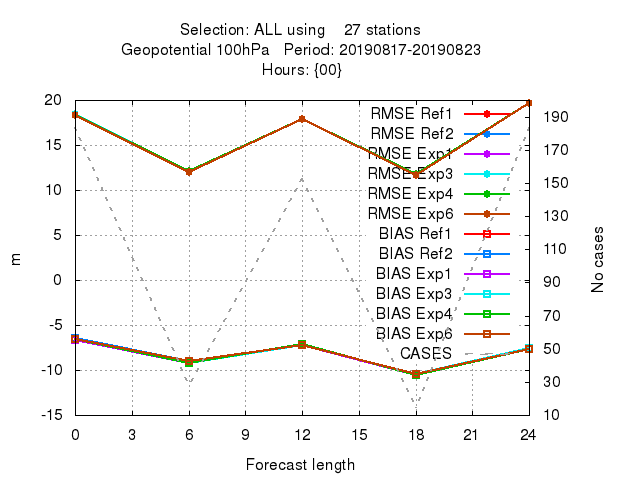 Selection: ALL using 27 stations
Geopotential 100hPa Period: 20190817-20190823
Hours: {00}
20
15
10
5
0
-5
-10
-15
m
RMSE Ref1
RMSE Ref2
RMSE Exp1
RMSE Exp3
RMSE Exp4
RMSE Exp6
BIAS Ref1
BIAS Ref2
BIAS Exp1
BIAS Exp3
BIAS Exp4
BIAS Exp6
CASES
190
170
150
130
110
90
70
50
30
10
No cases
0 3 6 9 12 15 18 21 24
Forecast length